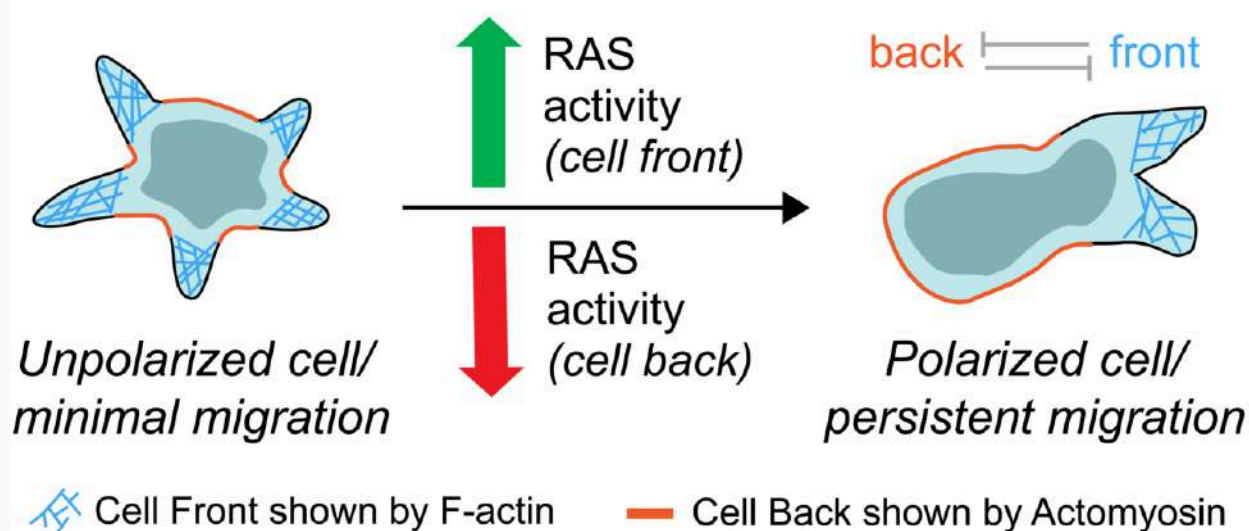 RAS
activity
(cell front)
back
front
RAS
activity
(cell back)
Unpolarized cell/
minimal migration
Polarized cell/
persistent migration
Cell Front shown by F-actin
Cell Back shown by Actomyosin